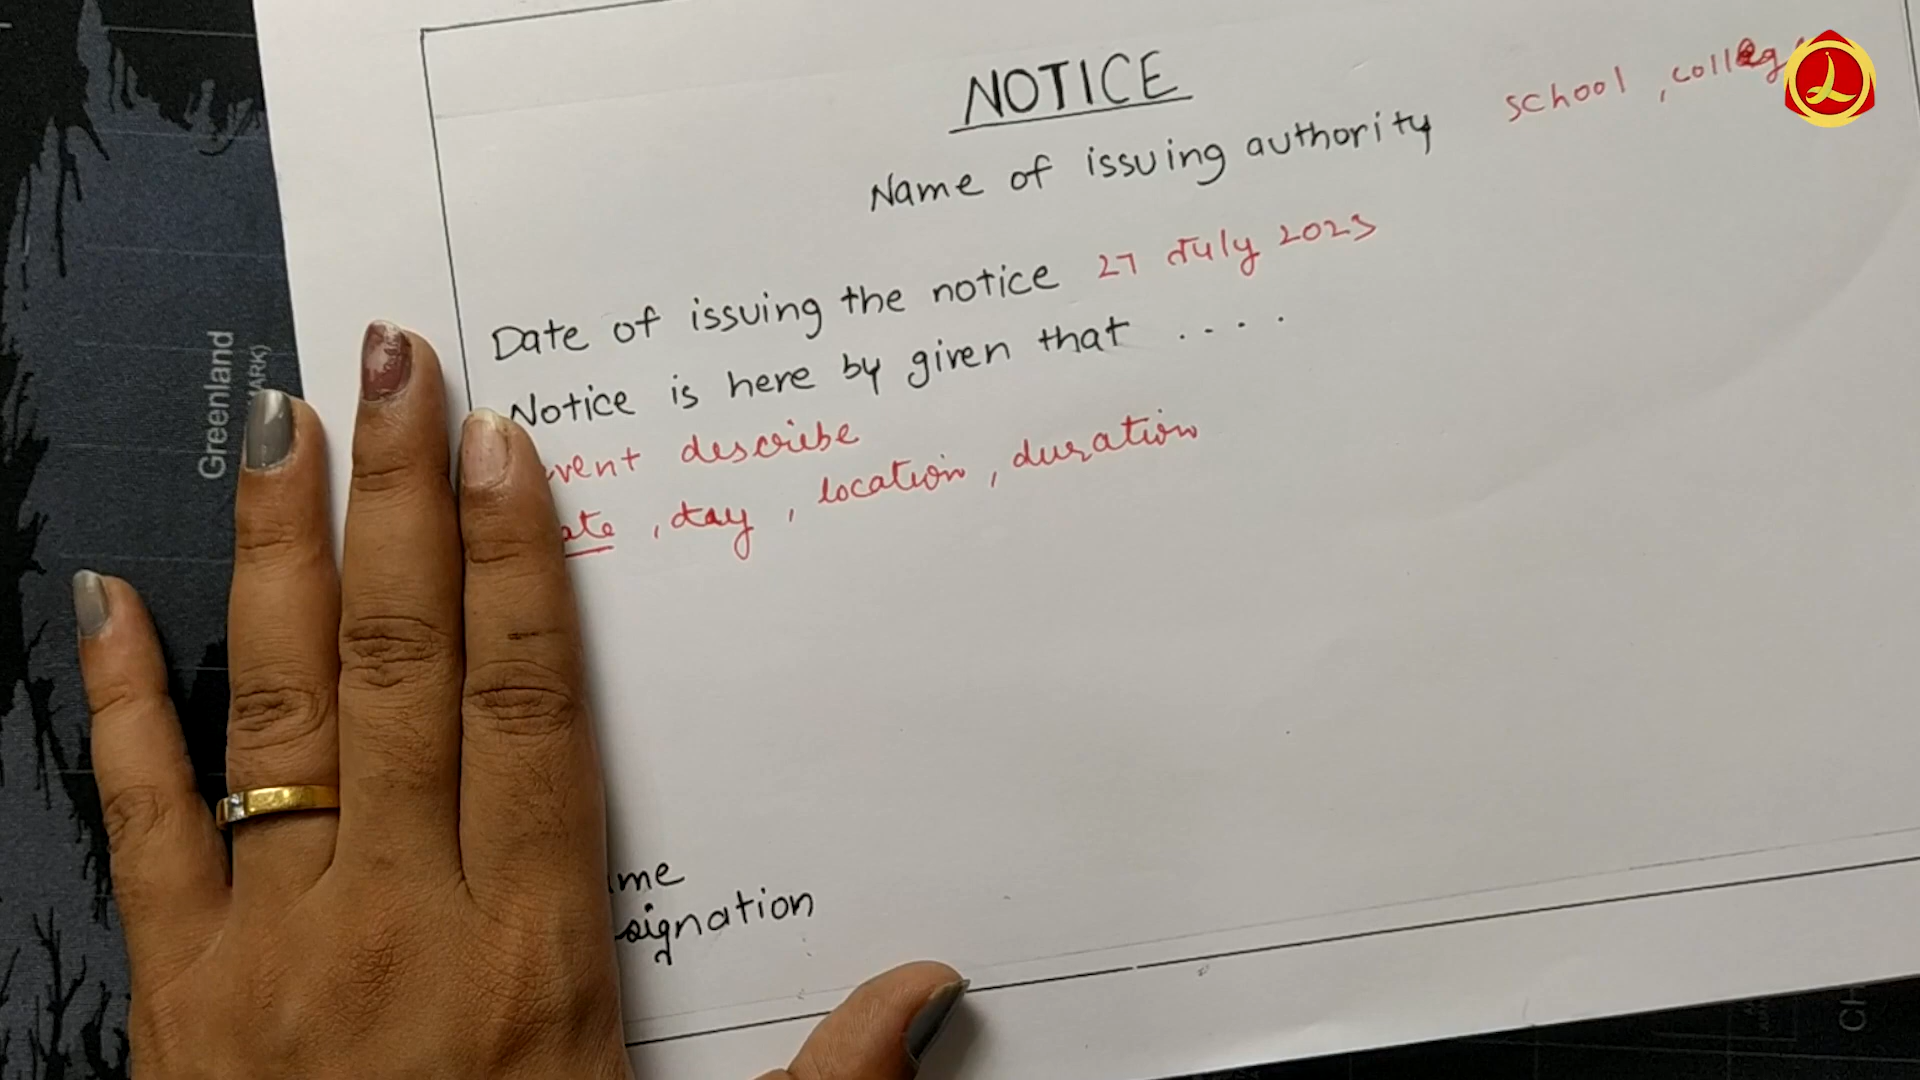 NOTICE
Name of issuing authority school, colleg
Date of issuing the notice 27 July 2023
Notice is here by given that ....
vent describe
ate, day, location, duration
me
signation
Greenland
MARK)